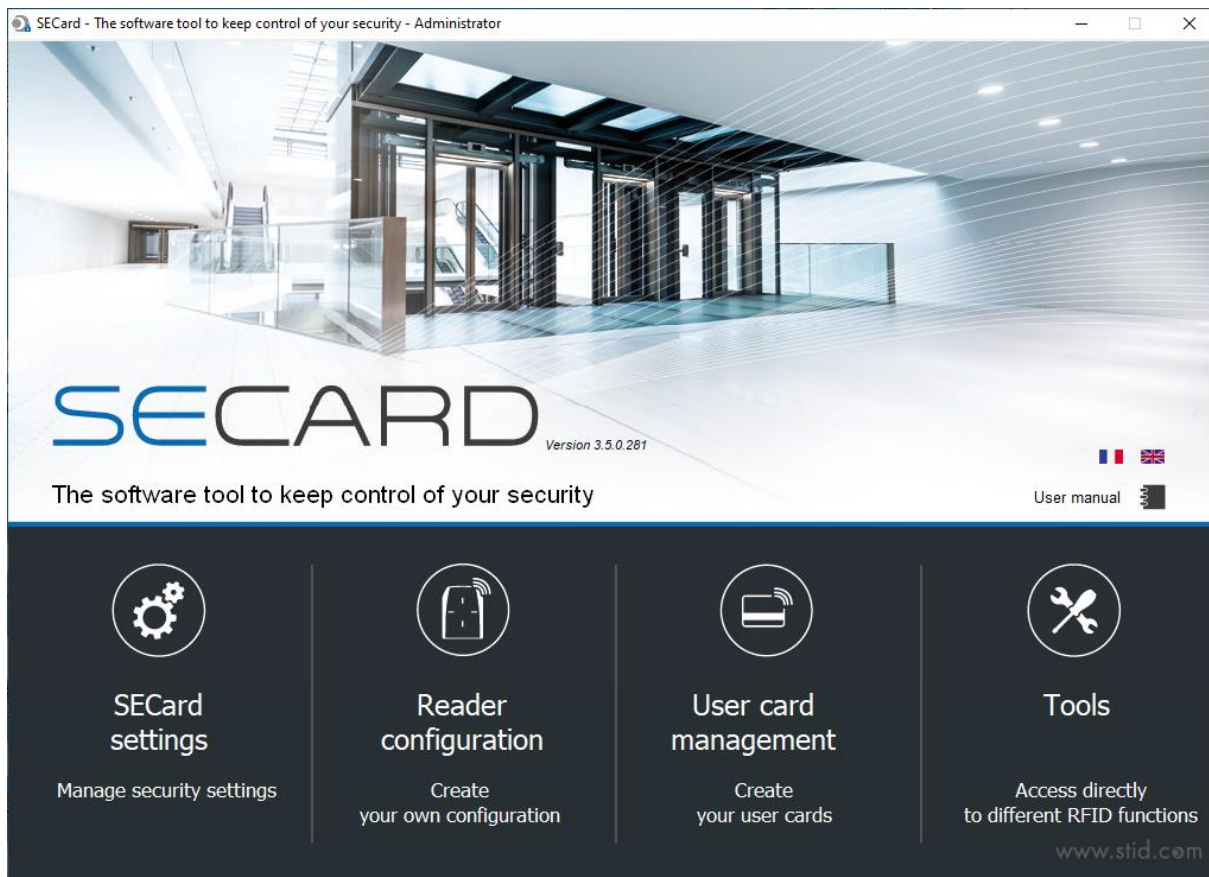 SECard - The software tool to keep control of your security - Administrator
SECARD
Version 3.5.0.281
The software tool to keep control of your security
User manual
SECard
settings
Manage security settings
Reader
configuration
Create
your own configuration
User card
management
Create
your user cards
Tools
Access directly
to different RFID functions
www.stid.com